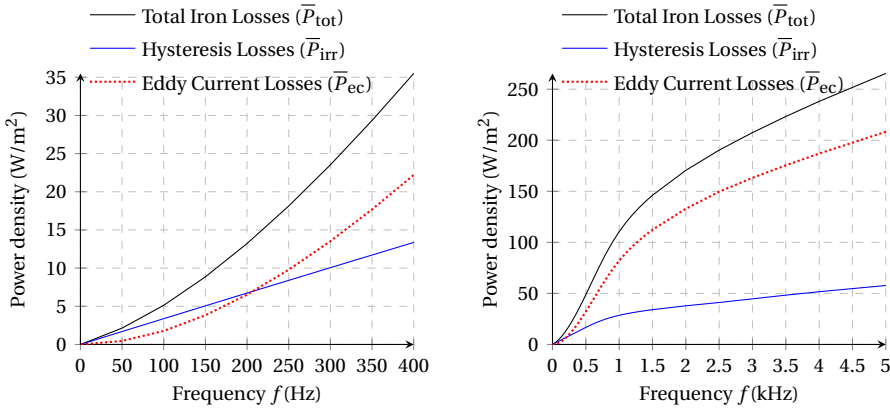 Total Iron Losses (P̅tot)
Hysteresis Losses (P̅irr)
Eddy Current Losses (P̅ec)
35
30
25
20
15
10
5
0
Power density (W/m²)
0 50 100 150 200 250 300 350 400
Frequency f (Hz)
Total Iron Losses (P̅tot)
Hysteresis Losses (P̅irr)
Eddy Current Losses (P̅ec)
250
200
150
100
50
0
Power density (W/m²)
0 0.5 1 1.5 2 2.5 3 3.5 4 4.5 5
Frequency f (kHz)